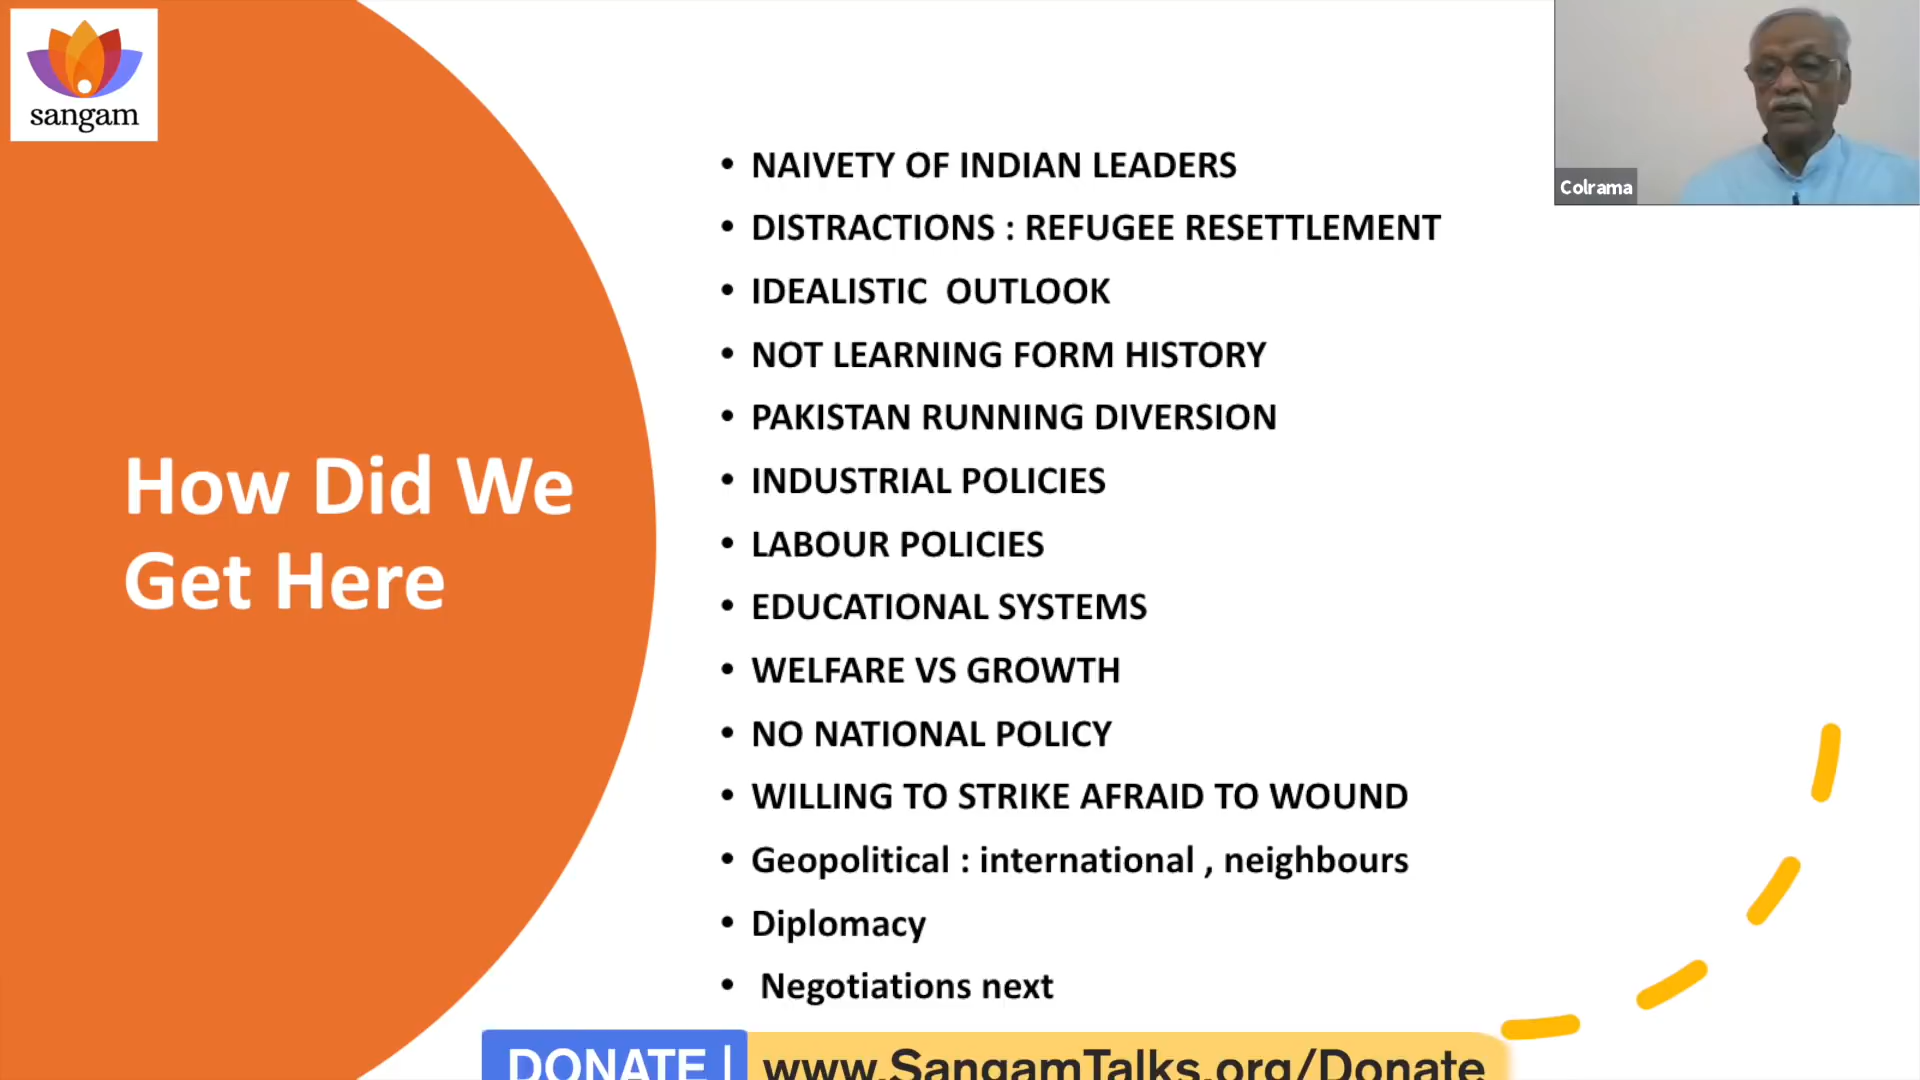 sangam
How Did We
Get Here
• NAIVETY OF INDIAN LEADERS
• DISTRACTIONS : REFUGEE RESETTLEMENT
• IDEALISTIC  OUTLOOK
• NOT LEARNING FORM HISTORY
• PAKISTAN RUNNING DIVERSION
• INDUSTRIAL POLICIES
• LABOUR POLICIES
• EDUCATIONAL SYSTEMS
• WELFARE VS GROWTH
• NO NATIONAL POLICY
• WILLING TO STRIKE AFRAID TO WOUND
• Geopolitical : international , neighbours
• Diplomacy
• Negotiations next
Colrama
DONATE | www.SangamTalks.org/Donate